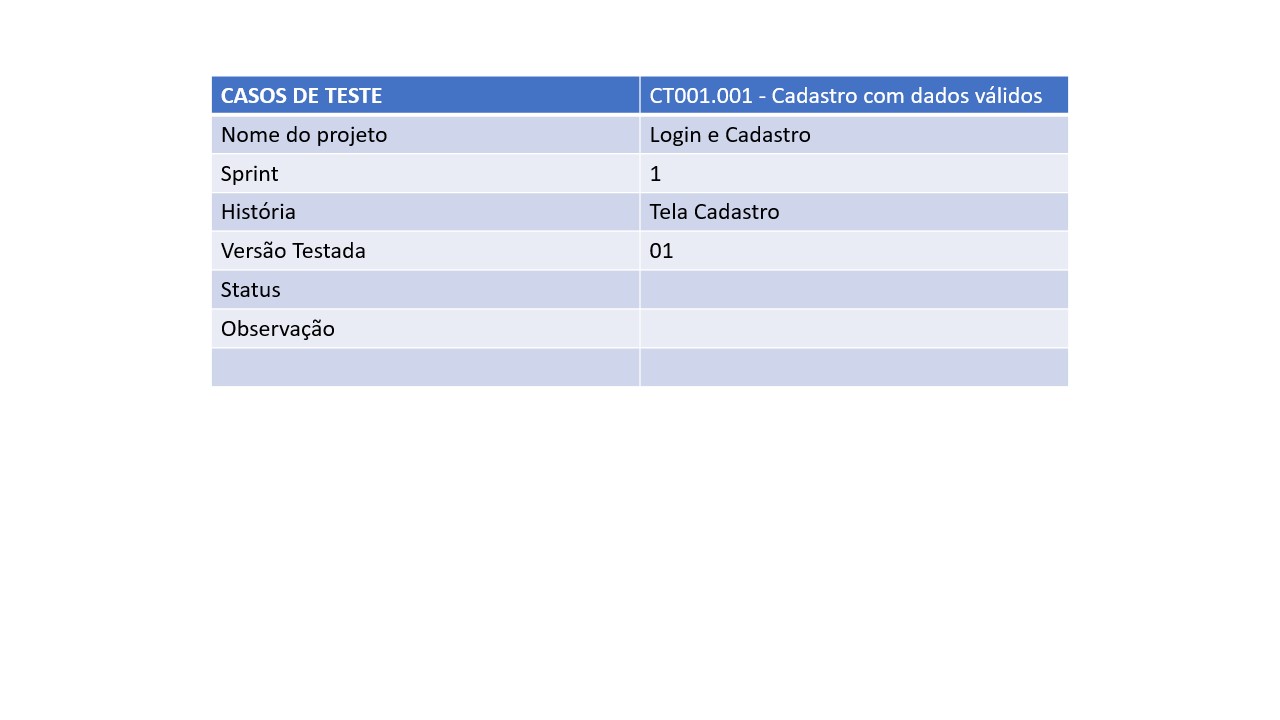 CASOS DE TESTE CT001.001 - Cadastro com dados válidos
Nome do projeto Login e Cadastro
Sprint 1
História Tela Cadastro
Versão Testada 01
Status
Observação